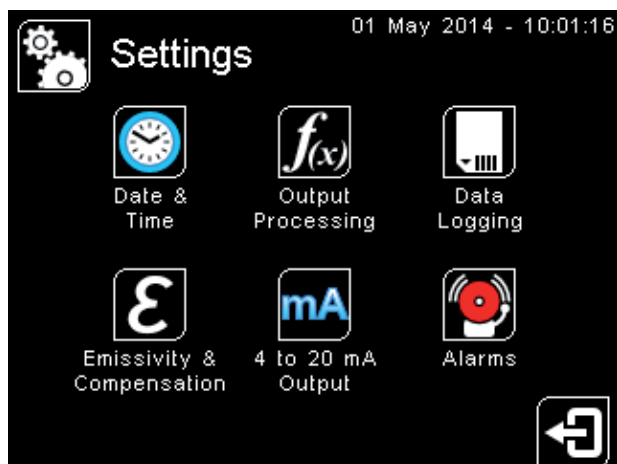 01 May 2014 - 10:01:16
Settings
f(x)
Date &
Time
Output
Processing
Data
Logging
ε
mA
Emissivity &
Compensation
4 to 20 mA
Output
Alarms